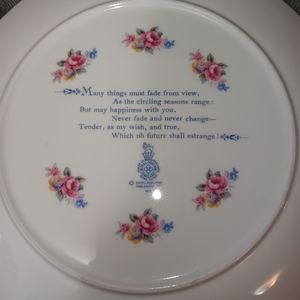 Many things must fade from view,
As the circling seasons range:
But may happiness with you,
Never fade and never change—
Tender, as my wish, and true,
Which no future shall estrange!